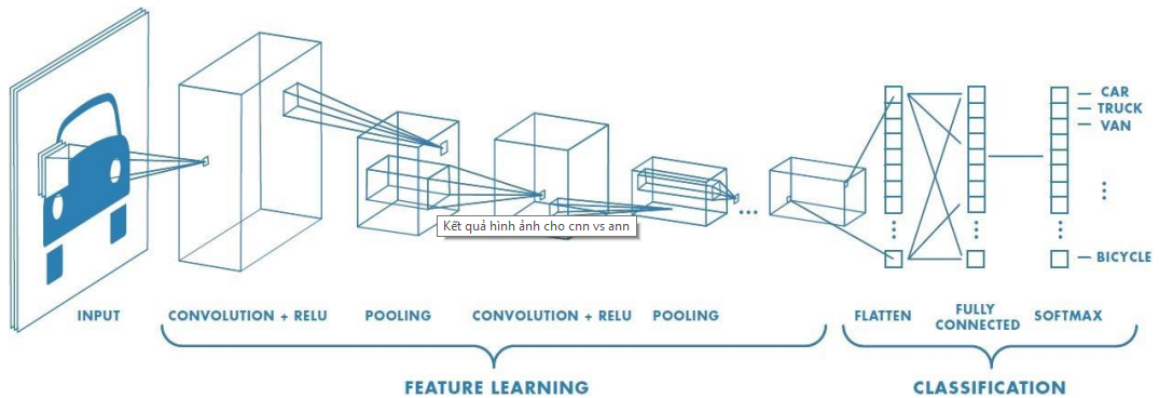 CAR
TRUCK
VAN
Kết quả hình ảnh cho cnn vs ann
BICYCLE
INPUT
CONVOLUTION + RELU
POOLING
CONVOLUTION + RELU
POOLING
FLATTEN
FULLY
CONNECTED
SOFTMAX
FEATURE LEARNING
CLASSIFICATION